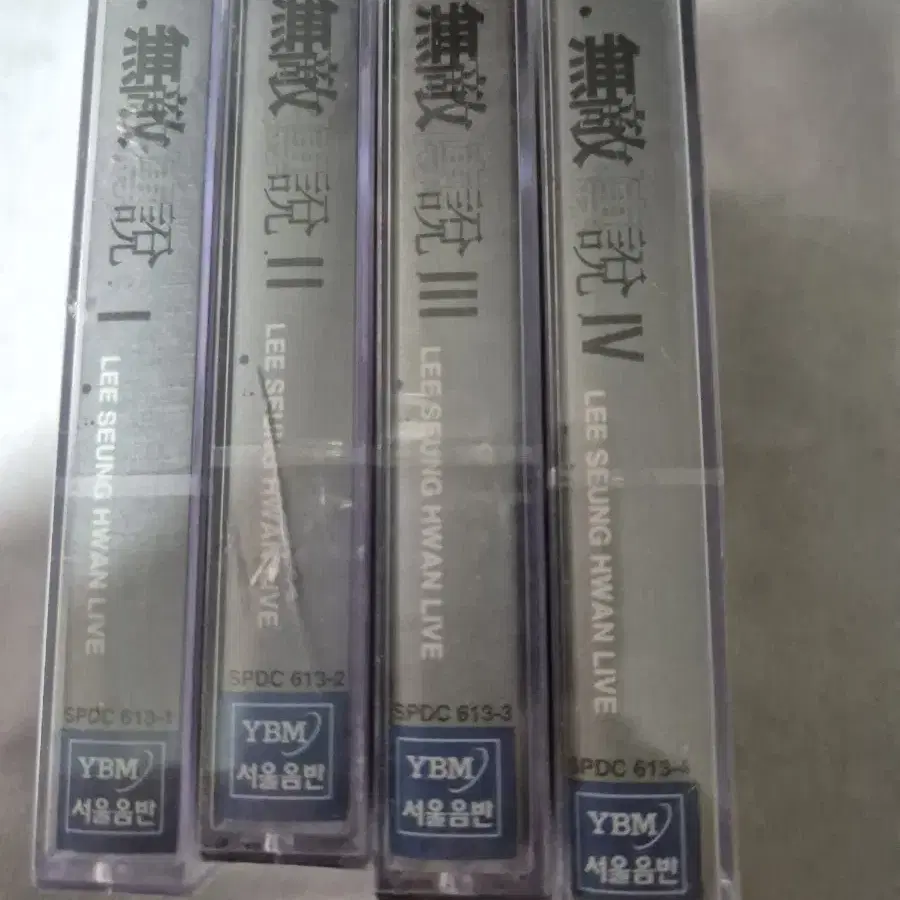 無敵傳說 I
LEE SEUNG HWAN LIVE
SPDC 613-1
YBM
서울음반
無敵傳說 II
LEE SEUNG HWAN LIVE
SPDC 613-2
YBM
서울음반
無敵傳說 III
LEE SEUNG HWAN LIVE
SPDC 613-3
YBM
서울음반
無敵傳說 IV
LEE SEUNG HWAN LIVE
SPDC 613-4
YBM
서울음반